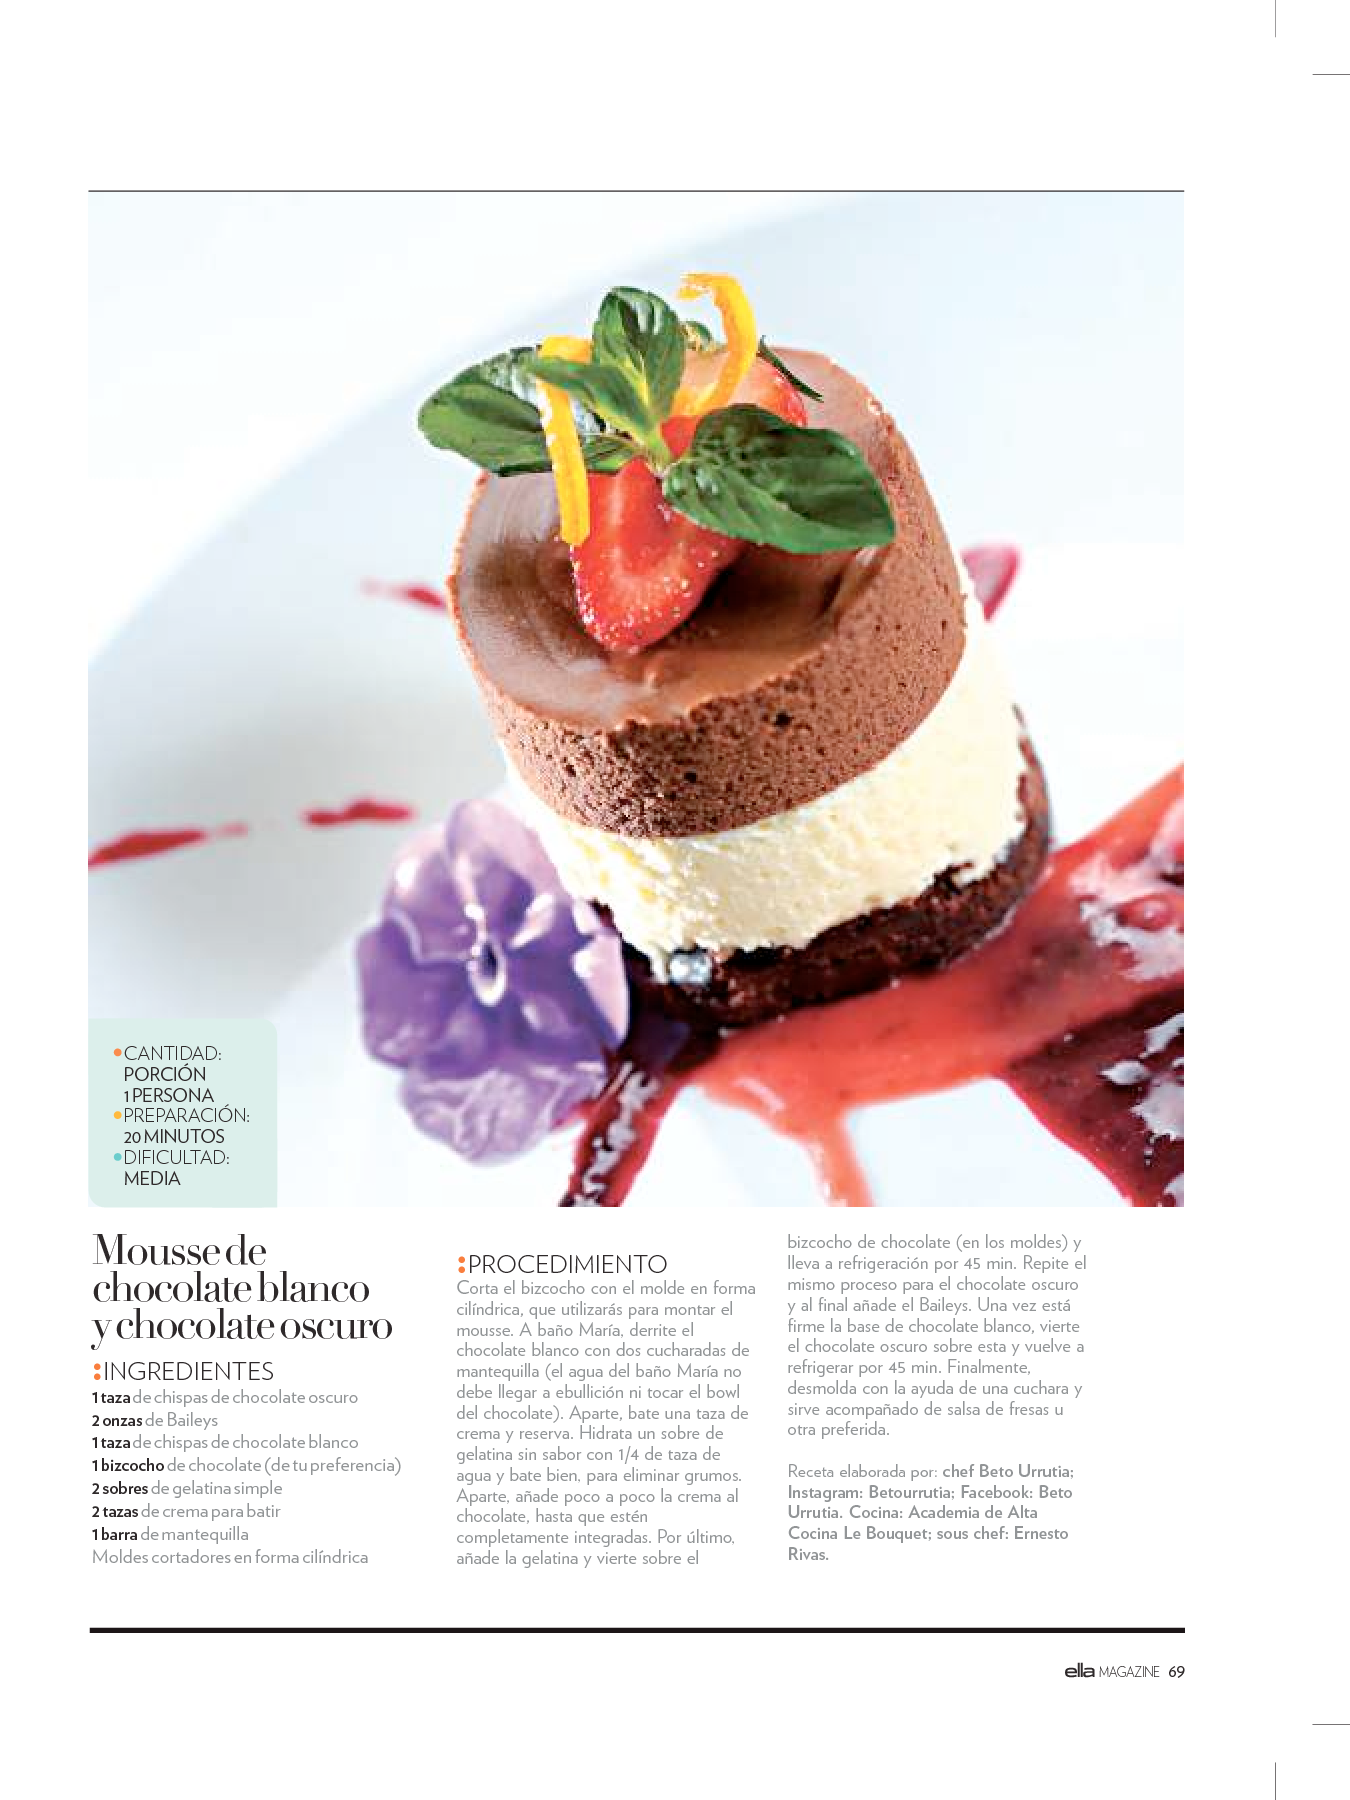 •CANTIDAD:
PORCIÓN
1 PERSONA
•PREPARACIÓN:
20 MINUTOS
•DIFICULTAD:
MEDIA
Mousse de
chocolate blanco
y chocolate oscuro
:INGREDIENTES
1 taza de chispas de chocolate oscuro
2 onzas de Baileys
1 taza de chispas de chocolate blanco
1 bizcocho de chocolate (de tu preferencia)
2 sobres de gelatina simple
2 tazas de crema para batir
1 barra de mantequilla
Moldes cortadores en forma cilíndrica
:PROCEDIMIENTO
Corta el bizcocho con el molde en forma
cilíndrica, que utilizarás para montar el
mousse. A baño María, derrite el
chocolate blanco con dos cucharadas de
mantequilla (el agua del baño María no
debe llegar a ebullición ni tocar el bowl
del chocolate). Aparte, bate una taza de
crema y reserva. Hidrata un sobre de
gelatina sin sabor con 1/4 de taza de
agua y bate bien, para eliminar grumos.
Aparte, añade poco a poco la crema al
chocolate, hasta que estén
completamente integradas. Por último,
añade la gelatina y vierte sobre el
bizcocho de chocolate (en los moldes) y
lleva a refrigeración por 45 min. Repite el
mismo proceso para el chocolate oscuro
y al final añade el Baileys. Una vez está
firme la base de chocolate blanco, vierte
el chocolate oscuro sobre esta y vuelve a
refrigerar por 45 min. Finalmente,
desmolda con la ayuda de una cuchara y
sirve acompañado de salsa de fresas u
otra preferida.
Receta elaborada por: chef Beto Urrutia;
Instagram: Betourrutia; Facebook: Beto
Urrutia. Cocina: Academia de Alta
Cocina Le Bouquet; sous chef: Ernesto
Rivas.
ella MAGAZINE 69